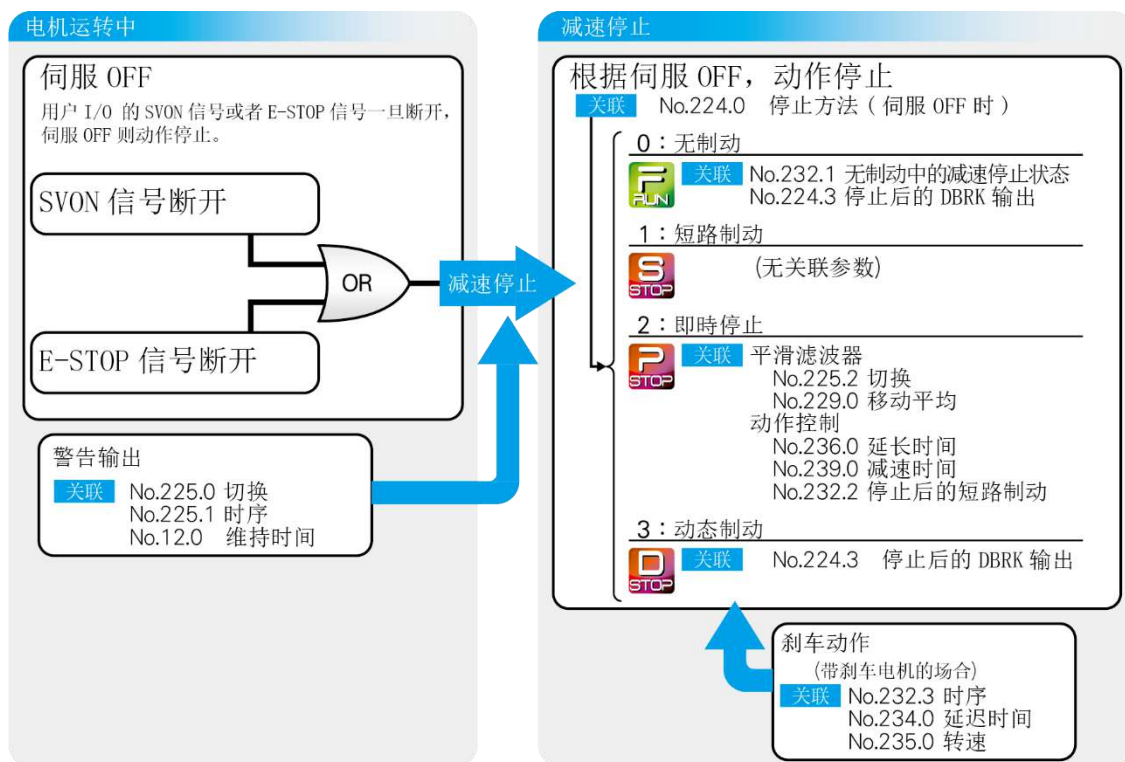 电机运转中
伺服 OFF
用户 I/O 的 SVON 信号或者 E-STOP 信号一旦断开，
伺服 OFF 则动作停止。
SVON 信号断开
OR
E-STOP 信号断开
减速停止
警告输出
关联 No.225.0 切换
No.225.1 时序
No.12.0 维持时间
减速停止
根据伺服 OFF，动作停止
关联 No.224.0 停止方法（伺服 OFF 时）
0：无制动
F RUN
关联 No.232.1 无制动中的减速停止状态
No.224.3 停止后的 DBRK 输出
1：短路制动
S STOP
(无关联参数)
2：即時停止
P STOP
关联 平滑滤波器
No.225.2 切换
No.229.0 移动平均
动作控制
No.236.0 延长时间
No.239.0 减速时间
No.232.2 停止后的短路制动
3：动态制动
D STOP
关联 No.224.3 停止后的 DBRK 输出
刹车动作
(带刹车电机的场合)
关联 No.232.3 时序
No.234.0 延迟时间
No.235.0 转速